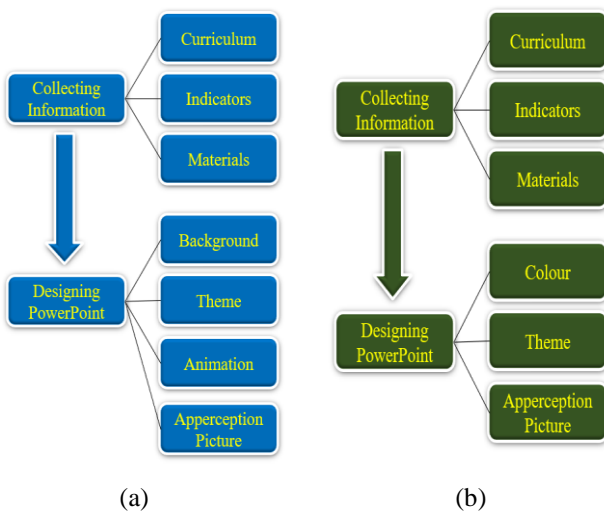 Curriculum
Collecting
Information
Indicators
Materials
Background
Designing
PowerPoint
Theme
Animation
Apperception
Picture
(a)
Curriculum
Collecting
Information
Indicators
Materials
Colour
Designing
PowerPoint
Theme
Apperception
Picture
(b)